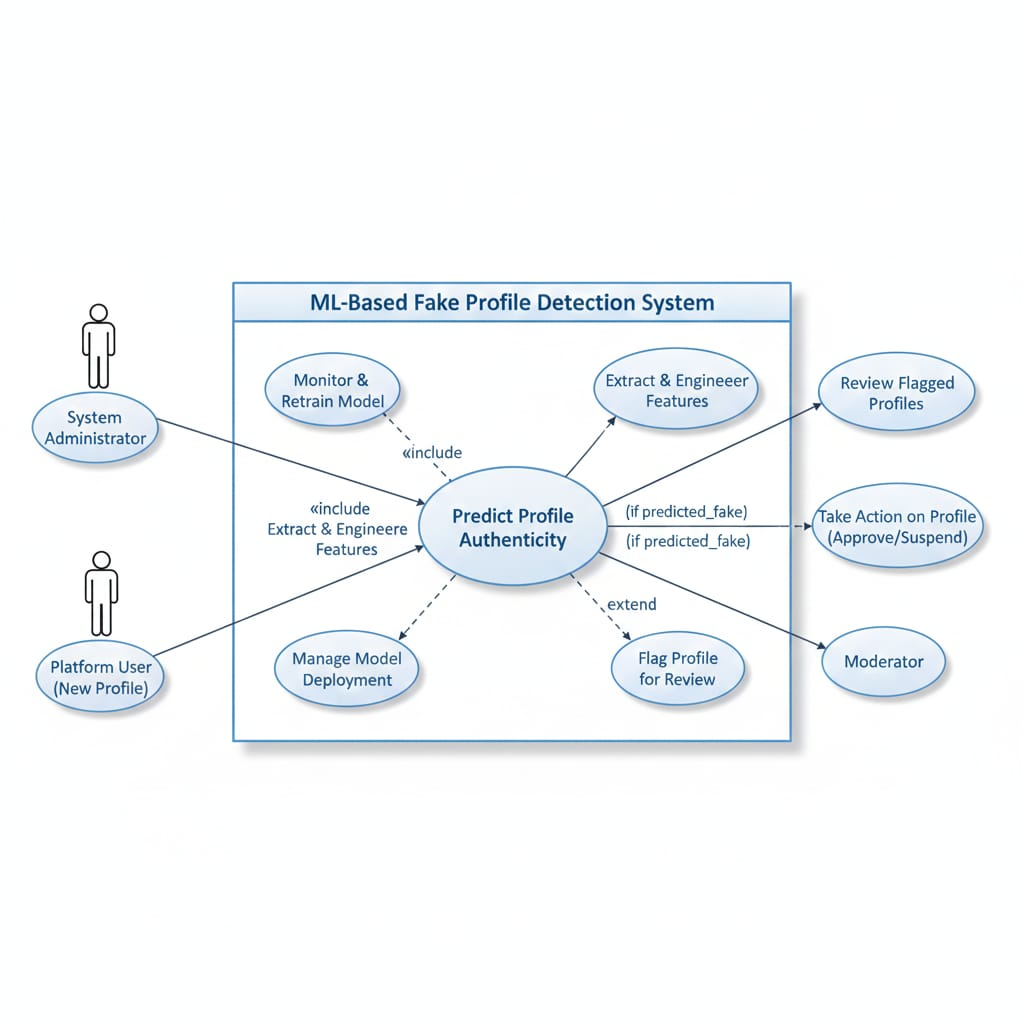 ML-Based Fake Profile Detection System
System
Administrator
Monitor &
Retrain Model
Extract & Engineeer
Features
Review Flagged
Profiles
«include
«include
Extract & Engineere
Features
Predict Profile
Authenticity
(if predicted_fake)
(if predicted_fake)
Take Action on Profile
(Approve/Suspend)
extend
Platform User
(New Profile)
Manage Model
Deployment
Flag Profile
for Review
Moderator